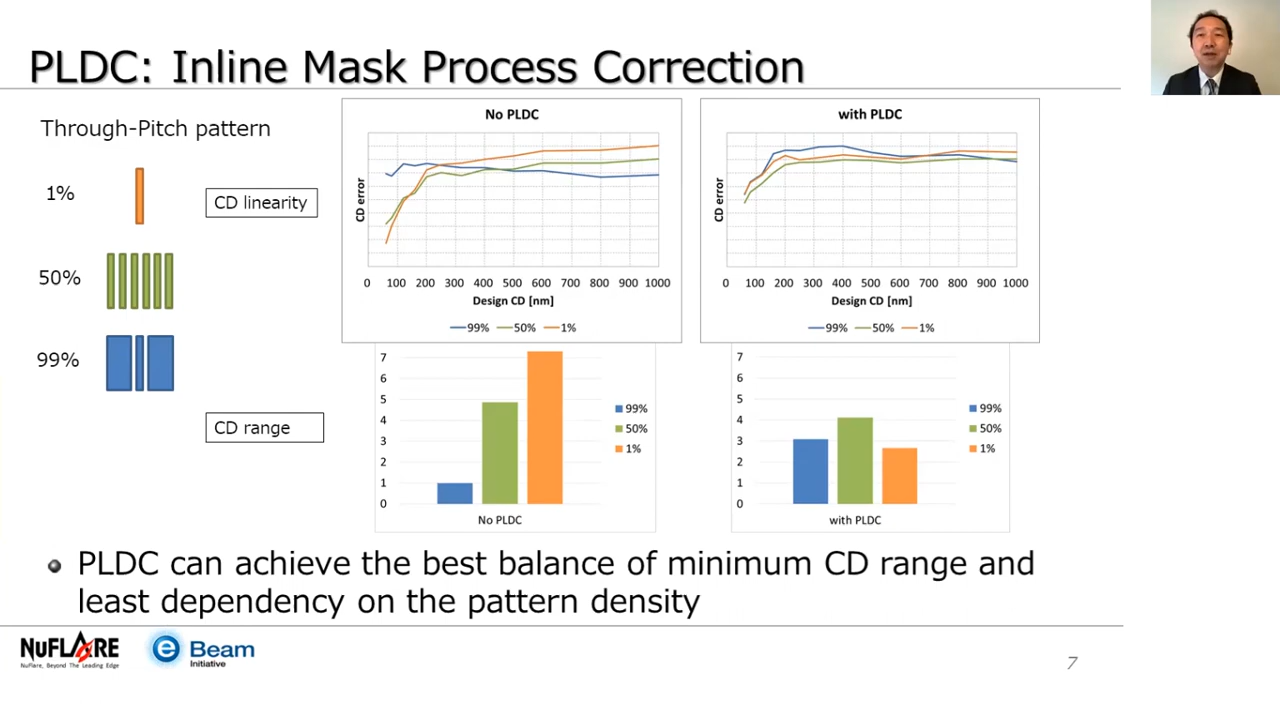 PLDC: Inline Mask Process Correction
Through-Pitch pattern
1%
50%
99%
CD linearity
CD range
No PLDC
CD error
0 100 200 300 400 500 600 700 800 900 1000
Design CD [nm]
99% 50% 1%
with PLDC
CD error
0 100 200 300 400 500 600 700 800 900 1000
Design CD [nm]
99% 50% 1%
7
6
5
4
3
2
1
0
No PLDC
99%
50%
1%
7
6
5
4
3
2
1
0
with PLDC
99%
50%
1%
PLDC can achieve the best balance of minimum CD range and
least dependency on the pattern density
NUFLARE
NuFlare, Beyond The Leading Edge
e Beam
Initiative
7